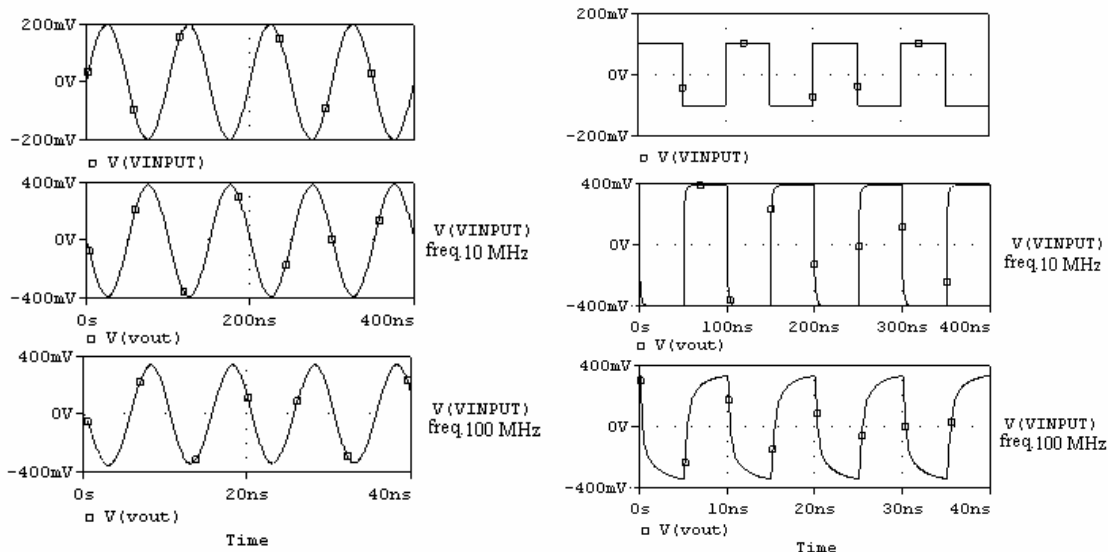 200mV
0V
-200mV
V(VINPUT)
400mV
0V
-400mV
0s 200ns 400ns
V(vout)
V(VINPUT)
freq.10 MHz
400mV
0V
-400mV
0s 20ns 40ns
V(vout)
Time
V(VINPUT)
freq.100 MHz
200mV
0V
-200mV
V(VINPUT)
400mV
0V
-400mV
0s 100ns 200ns 300ns 400ns
V(vout)
V(VINPUT)
freq.10 MHz
400mV
0V
-400mV
0s 10ns 20ns 30ns 40ns
V(vout)
Time
V(VINPUT)
freq.100 MHz